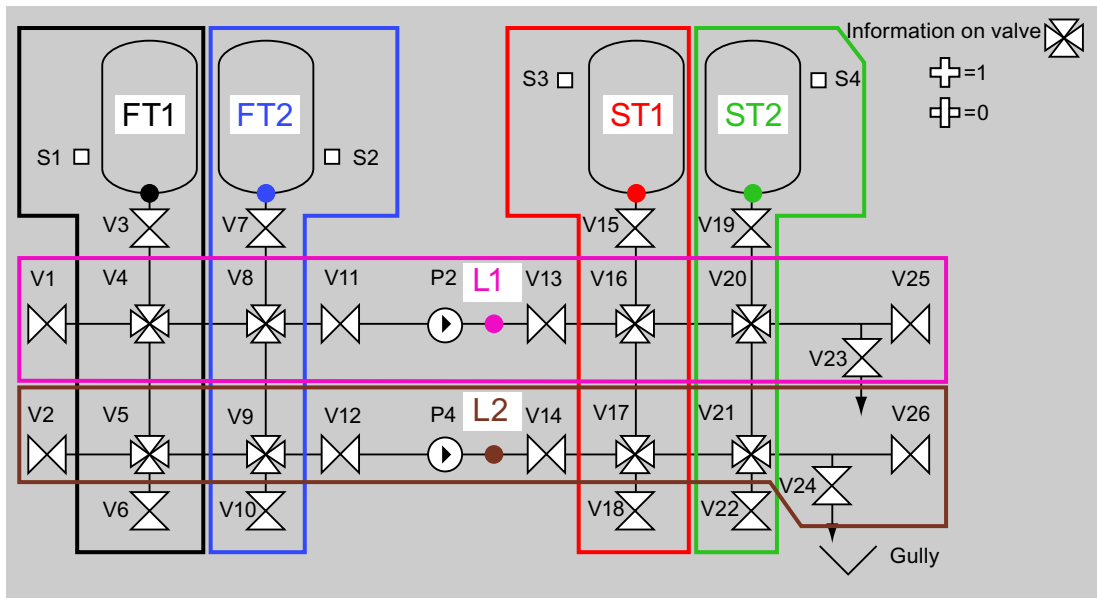 Information on valve
=1
=0
S3
S4
FT1
FT2
ST1
ST2
S1
S2
V3
V7
V15
V19
V1
V4
V8
V11
P2
L1
V13
V16
V20
V25
V23
V2
V5
V9
V12
P4
L2
V14
V17
V21
V26
V24
V6
V10
V18
V22
Gully